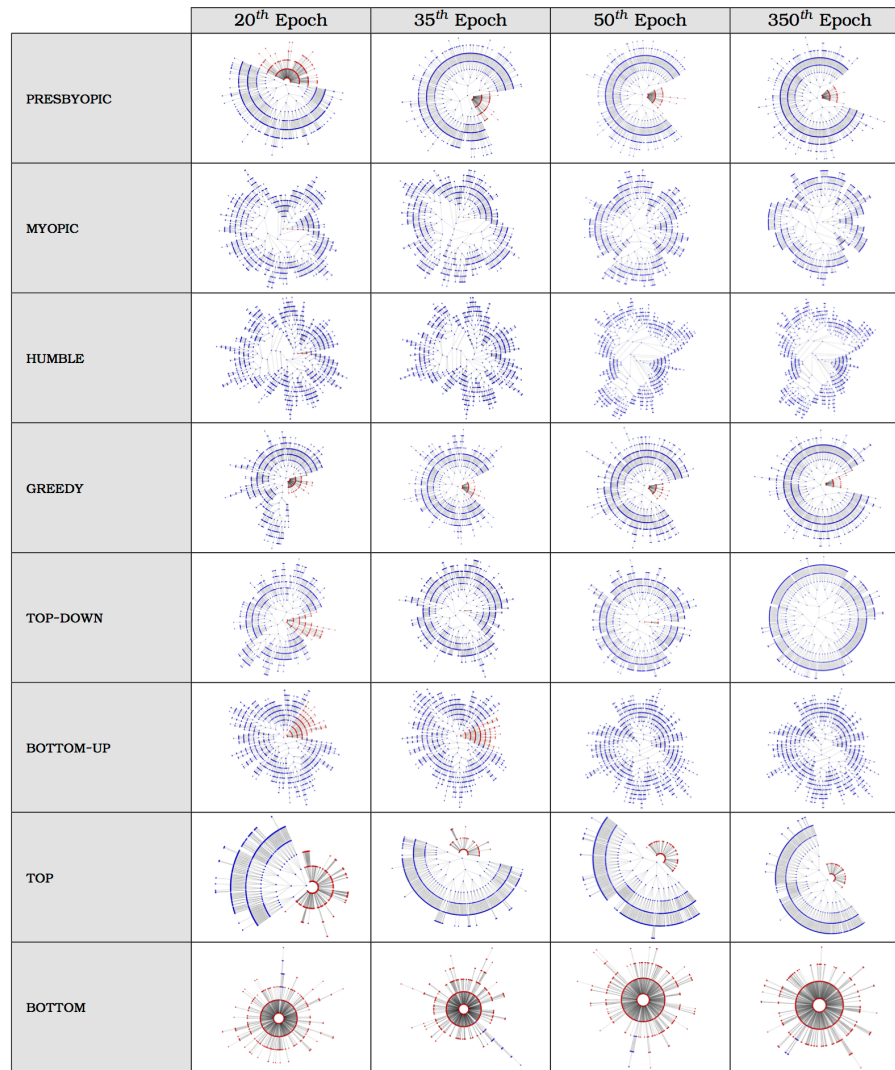 20th Epoch 35th Epoch 50th Epoch 350th Epoch
PRESBYOPIC
MYOPIC
HUMBLE
GREEDY
TOP-DOWN
BOTTOM-UP
TOP
BOTTOM